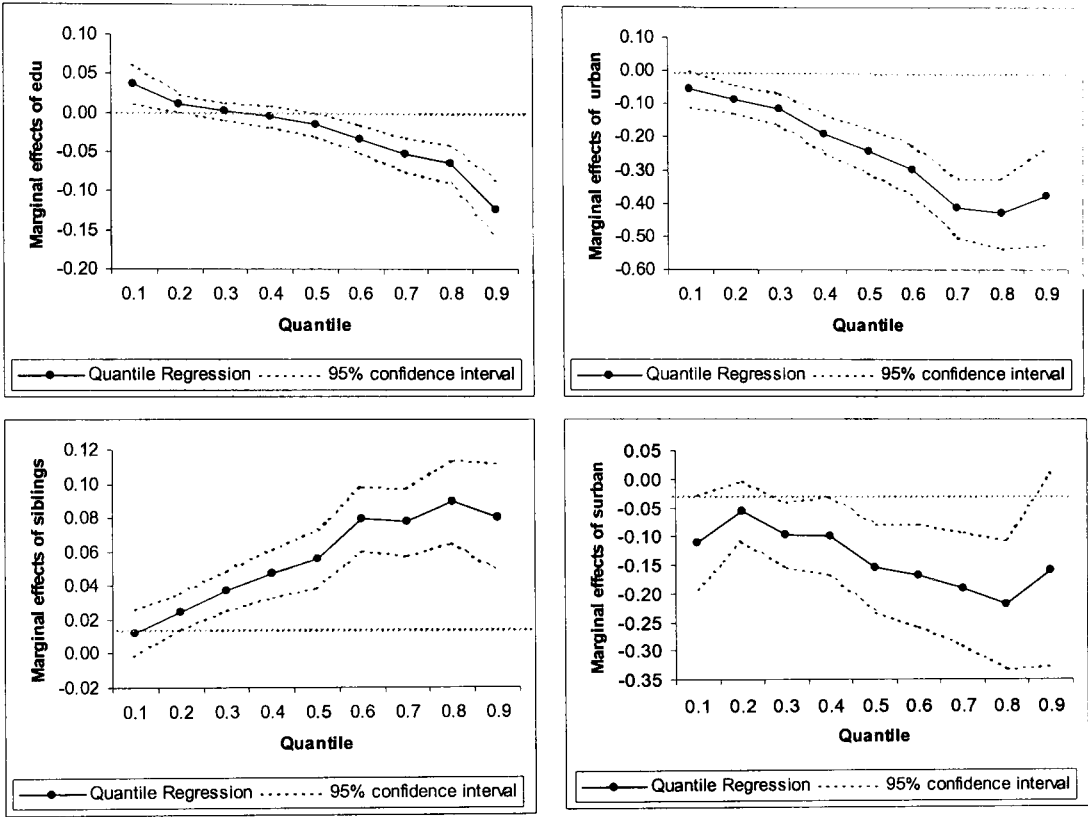 Marginal effects of edu
0.10
0.05
0.00
-0.05
-0.10
-0.15
-0.20
0.1 0.2 0.3 0.4 0.5 0.6 0.7 0.8 0.9
Quantile
Quantile Regression 95% confidence interval
Marginal effects of urban
0.10
0.00
-0.10
-0.20
-0.30
-0.40
-0.50
-0.60
0.1 0.2 0.3 0.4 0.5 0.6 0.7 0.8 0.9
Quantile
Quantile Regression 95% confidence interval
Marginal effects of siblings
0.12
0.10
0.08
0.06
0.04
0.02
0.00
-0.02
0.1 0.2 0.3 0.4 0.5 0.6 0.7 0.8 0.9
Quantile
Quantile Regression 95% confidence interval
Marginal effects of surban
0.05
0.00
-0.05
-0.10
-0.15
-0.20
-0.25
-0.30
-0.35
0.1 0.2 0.3 0.4 0.5 0.6 0.7 0.8 0.9
Quantile
Quantile Regression 95% confidence interval